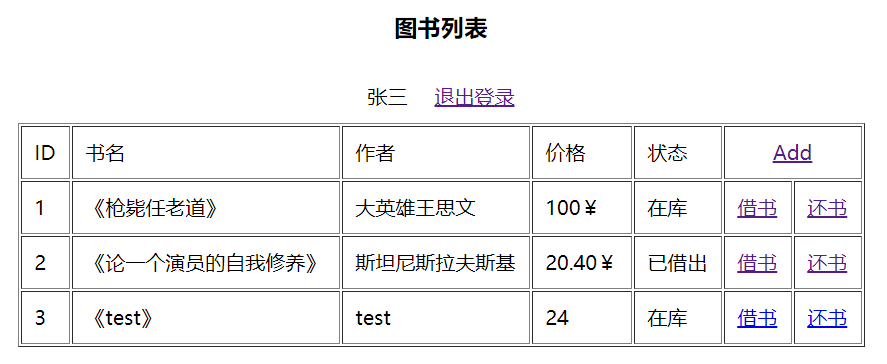 图书列表
张三 退出登录
ID 书名 作者 价格 状态 Add
1 《枪毙任老道》 大英雄王思文 100￥ 在库 借书 还书
2 《论一个演员的自我修养》 斯坦尼斯拉夫斯基 20.40￥ 已借出 借书 还书
3 《test》 test 24 在库 借书 还书